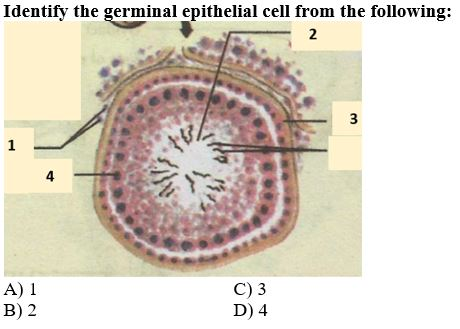 Identify the germinal epithelial cell from the following:
2
3
1
4
A) 1 C) 3
B) 2 D) 4